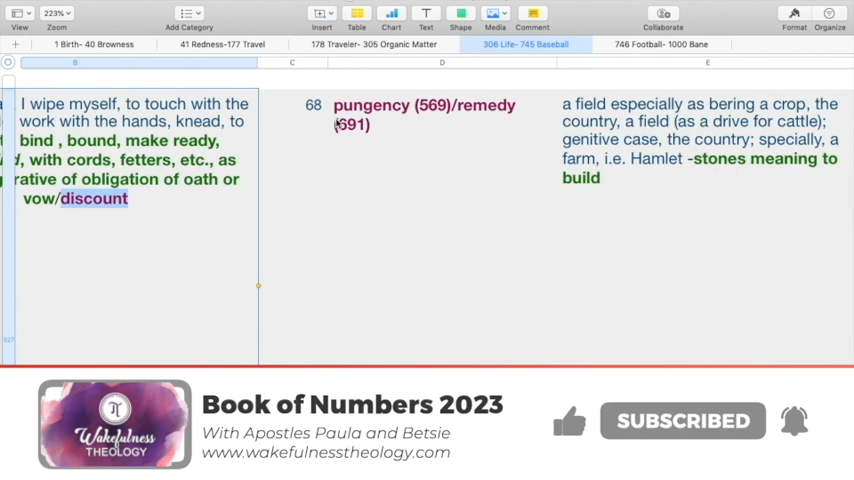 View
Zoom
223%
Add Category
Insert
Table
Chart
Text
Shape
Media
Comment
Collaborate
Format
Organize
1 Birth- 40 Browness
41 Redness-177 Travel
178 Traveler- 305 Organic Matter
306 Life- 745 Baseball
746 Football- 1000 Bane
B
C
D
E
I wipe myself, to touch with the
work with the hands, knead, to
bind , bound, make ready,
, with cords, fetters, etc., as
rative of obligation of oath or
vow/discount
327
68
pungency (569)/remedy
(691)
a field especially as bering a crop, the
country, a field (as a drive for cattle);
genitive case, the country; specially, a
farm, i.e. Hamlet -stones meaning to
build
Wakefulness
THEOLOGY
Book of Numbers 2023
With Apostles Paula and Betsie
www.wakefulnesstheology.com
SUBSCRIBED